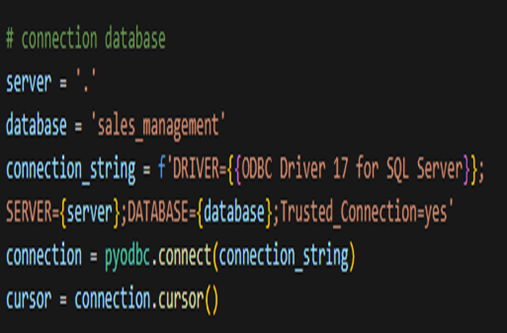 # connection database
server = '.'
database = 'sales_management'
connection_string = f'DRIVER={{ODBC Driver 17 for SQL Server}};
SERVER={server};DATABASE={database};Trusted_Connection=yes'
connection = pyodbc.connect(connection_string)
cursor = connection.cursor()